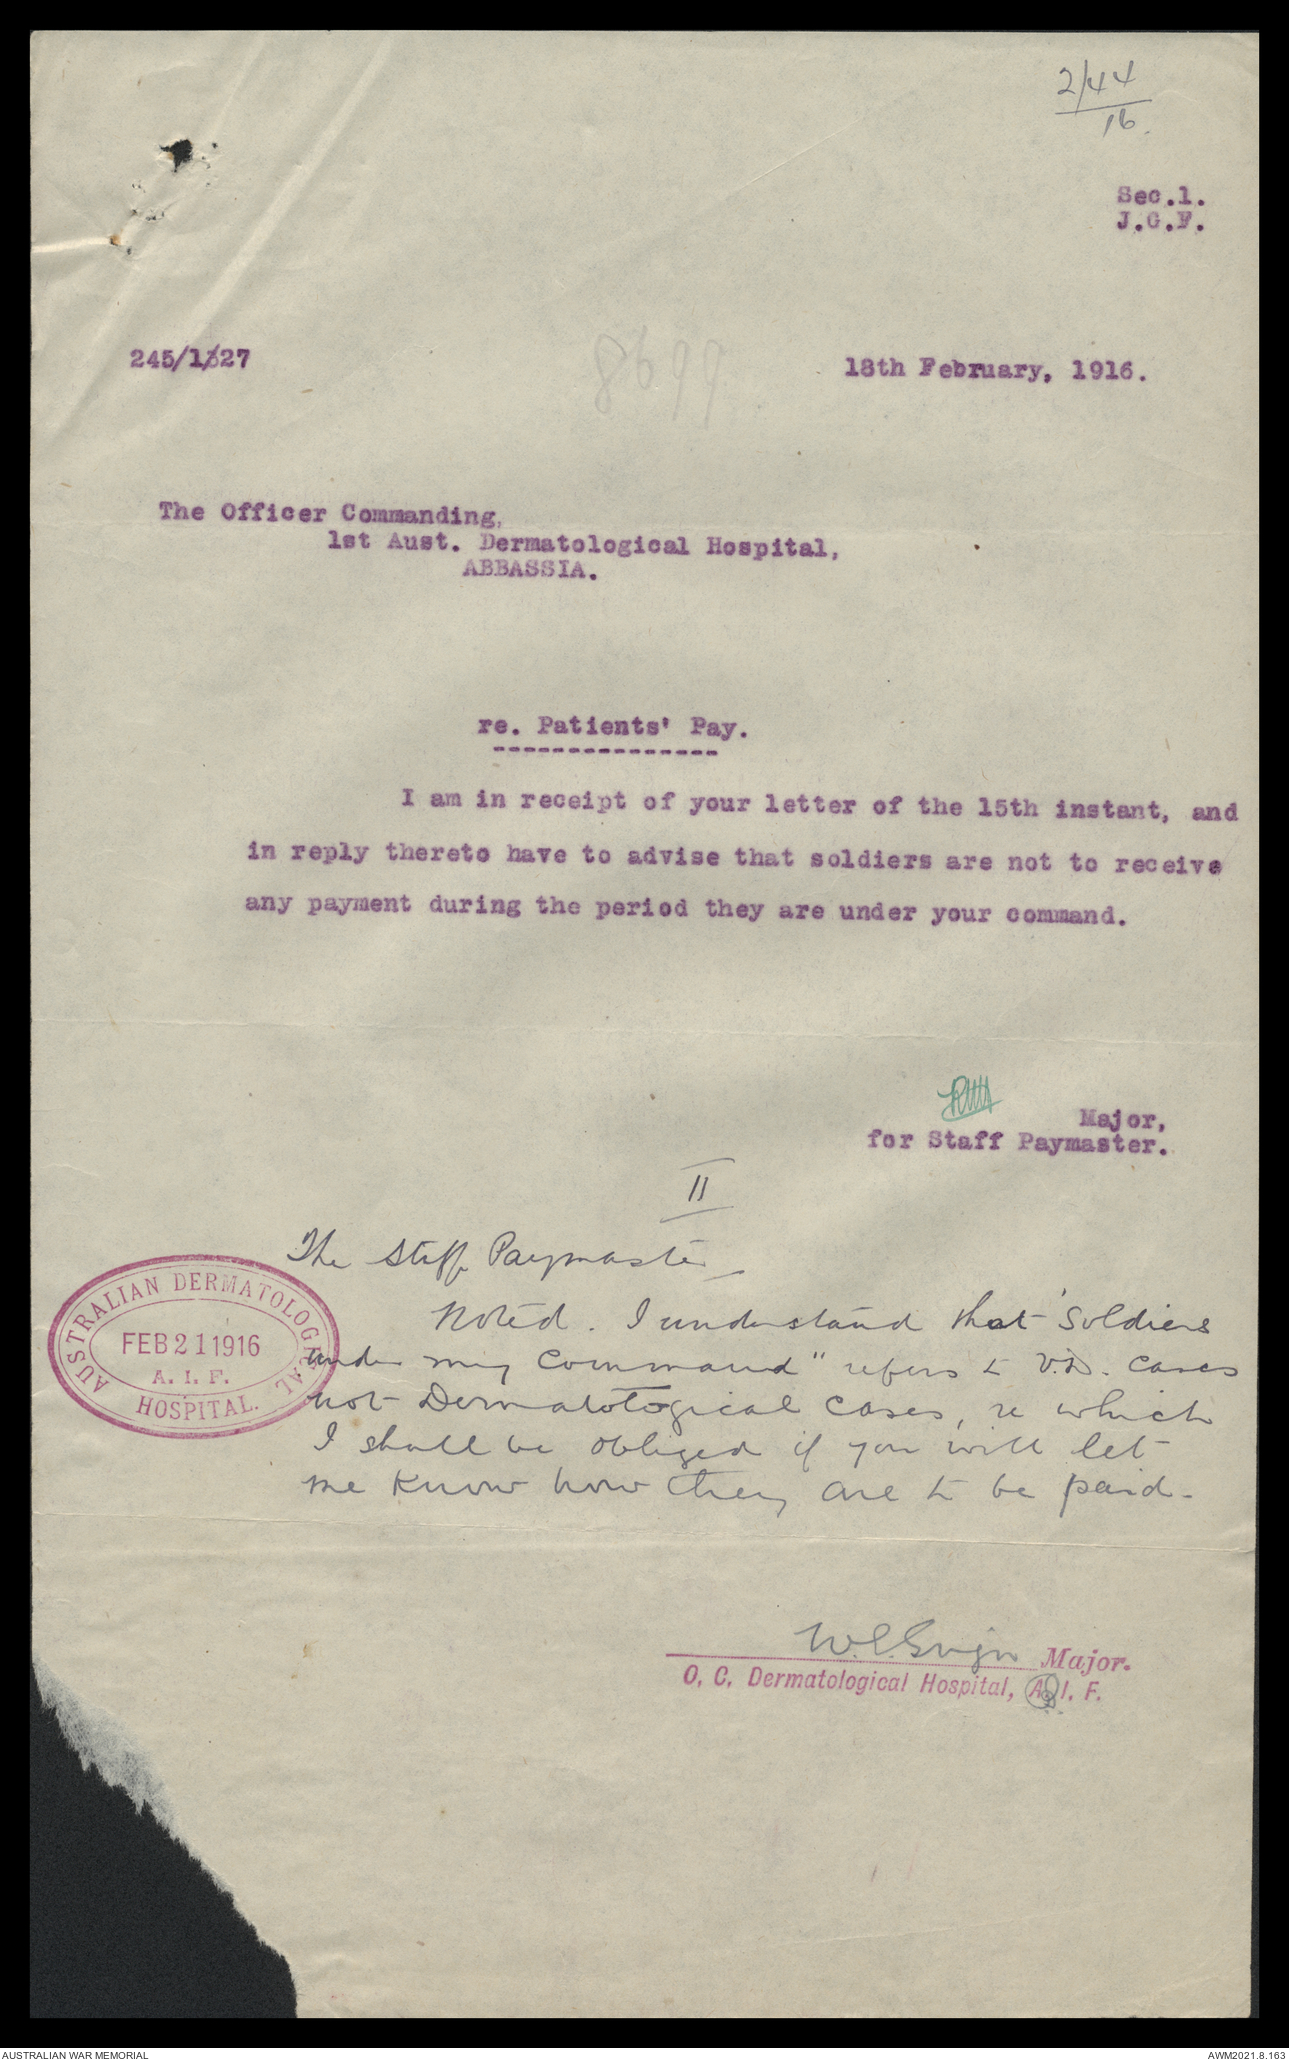 2/44
16.
Sec.1.
J.G.F.
245/1327
8699
18th February, 1916.
The Officer Commanding,
1st Aust. Dermatological Hospital,
ABBASSIA.
re. Patients' Pay.
---------------
I am in receipt of your letter of the 15th instant, and
in reply thereto have to advise that soldiers are not to receive
any payment during the period they are under your command.
Major,
for Staff Paymaster.
II
The Staff Paymaster
Noted. I understand that 'soldiers
under my command" refers to V.D. cases
not Dermatological cases, re which
I shall be obliged if you will let
me know how they are to be paid.
AUSTRALIAN DERMATOLOGICAL
FEB 21 1916
A. I. F.
HOSPITAL.
Major.
O, C, Dermatological Hospital, A. I. F.
AUSTRALIAN WAR MEMORIAL
AWM2021.8.163